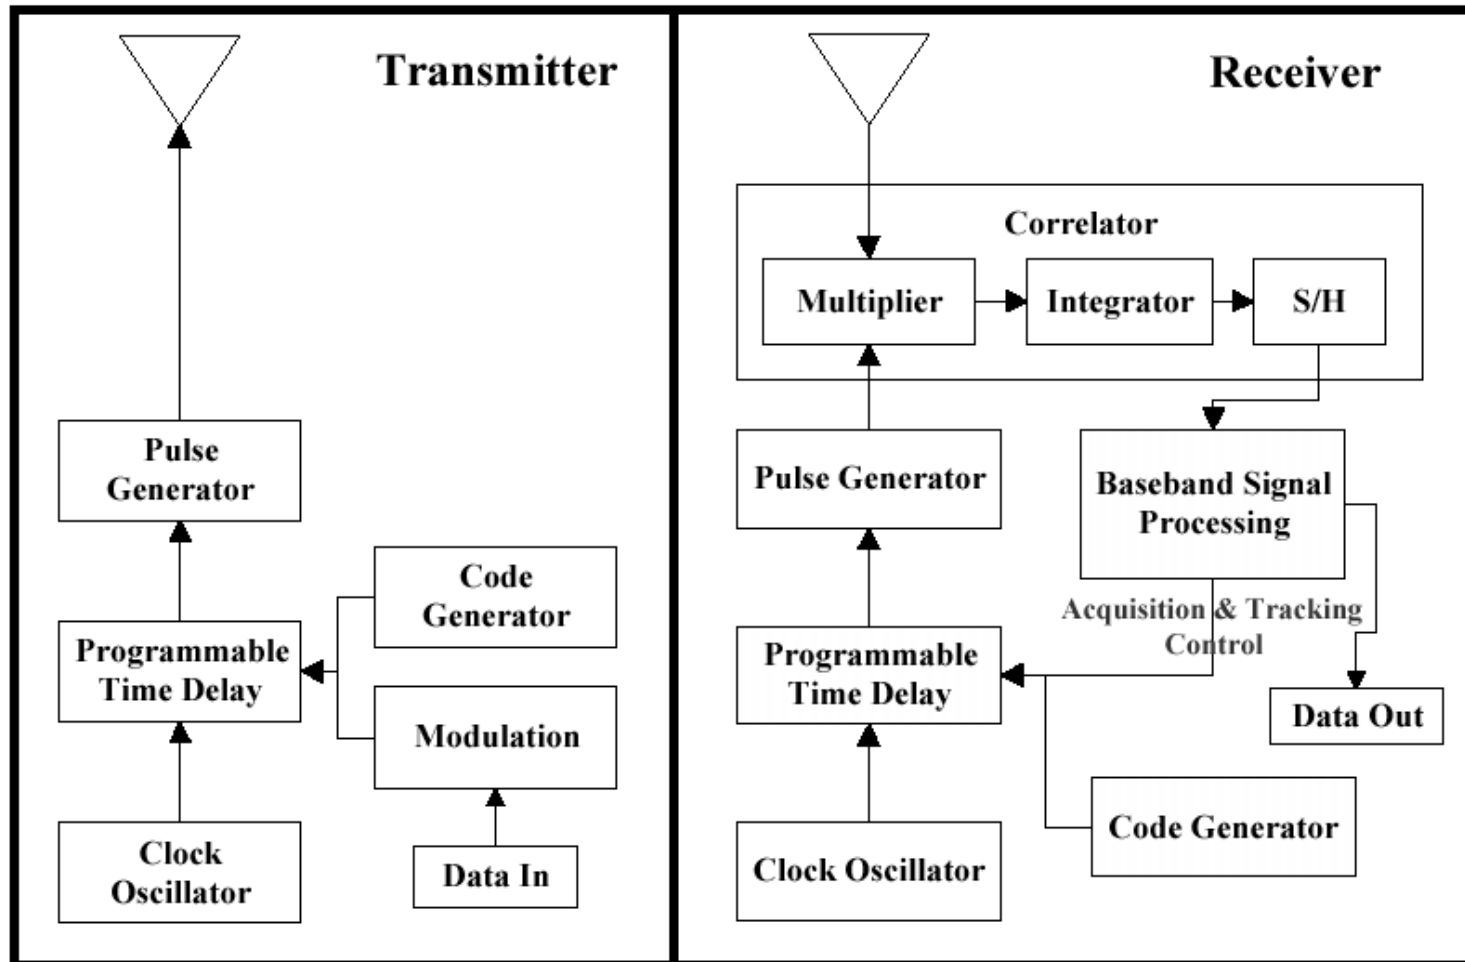 Transmitter
Pulse
Generator
Code
Generator
Programmable
Time Delay
Modulation
Clock
Oscillator
Data In
Receiver
Correlator
Multiplier
Integrator
S/H
Pulse Generator
Baseband Signal
Processing
Acquisition & Tracking
Control
Programmable
Time Delay
Data Out
Code Generator
Clock Oscillator